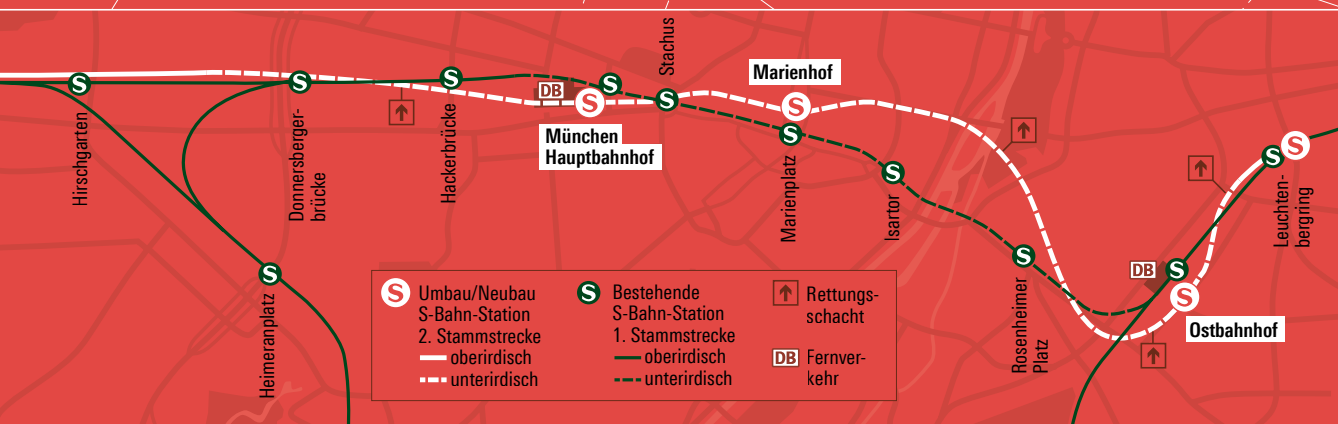 Hirschgarten
Donnersberger-
brücke
Heimeranplatz
Hackerbrücke
DB
S
S
S
S
S
S
München
Hauptbahnhof
Stachus
S
Marienhof
S
S
Marienplatz
S
Isartor
S
Rosenheimer
Platz
S
DB
S
S
Ostbahnhof
S
S
Leuchten-
bergring
S
Umbau/Neubau
S-Bahn-Station
2. Stammstrecke
oberirdisch
unterirdisch
S
Bestehende
S-Bahn-Station
1. Stammstrecke
oberirdisch
unterirdisch
Rettungs-
schacht
DB
Fernver-
kehr